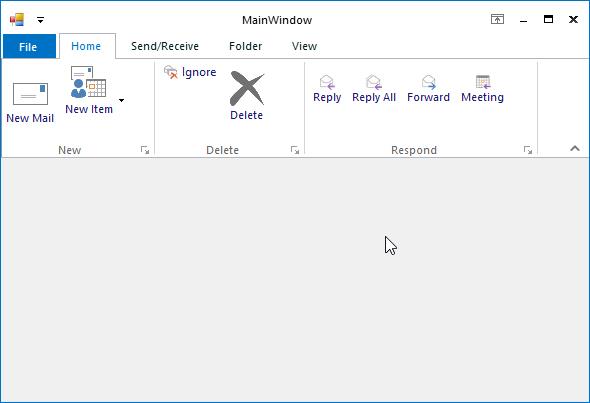 MainWindow
File Home Send/Receive Folder View
New Mail
New Item
Ignore
Delete
Reply Reply All Forward Meeting
New Delete Respond